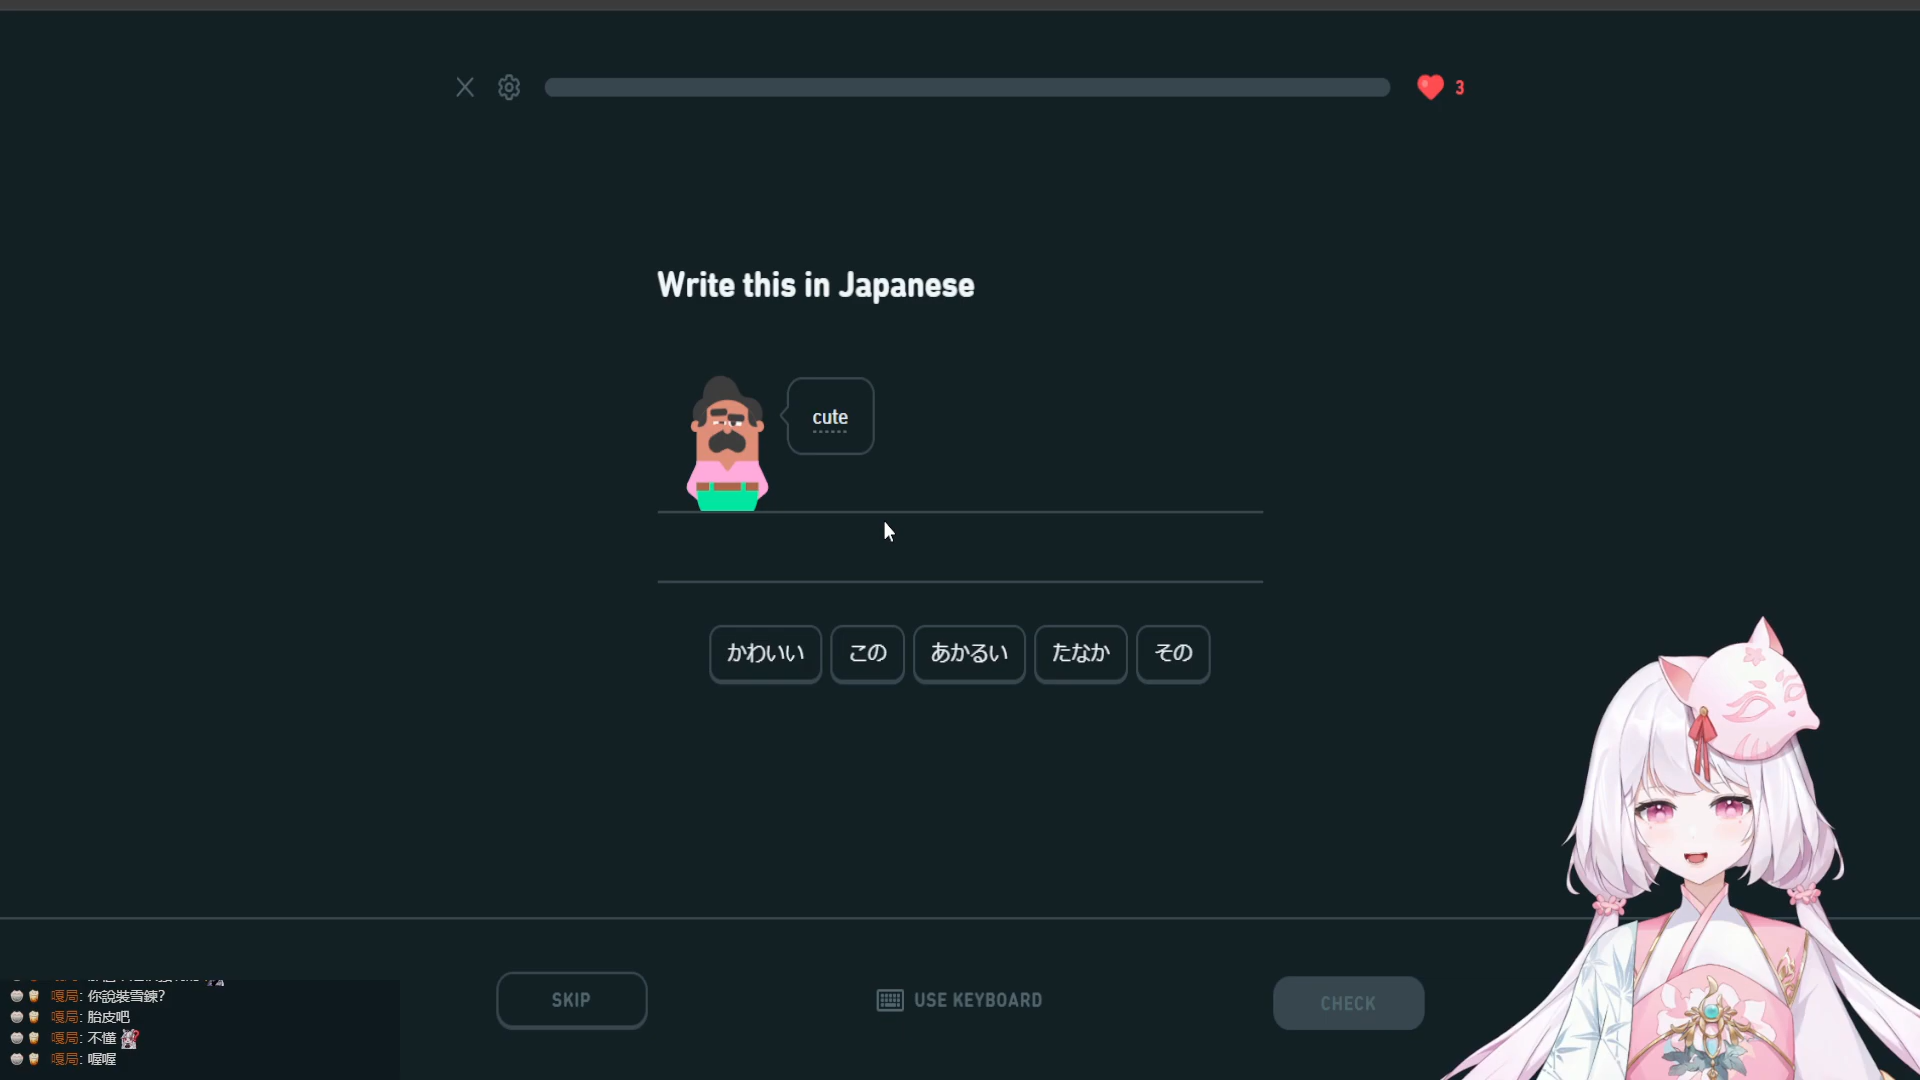 3
Write this in Japanese
cute
かわいい
この
あかるい
たなか
その
SKIP
USE KEYBOARD
CHECK
嘎局: 你說裝雪鍊?
嘎局: 胎皮吧
嘎局: 不懂
嘎局: 喔喔